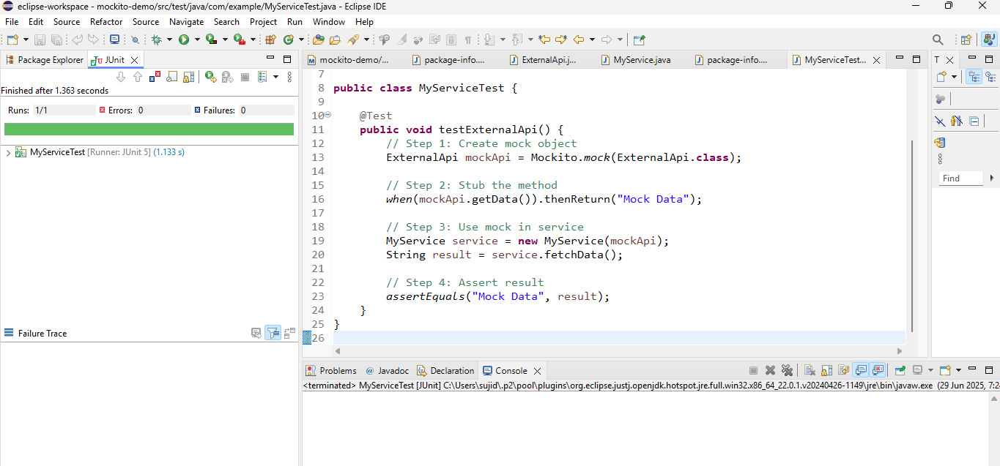 eclipse-workspace - mockito-demo/src/test/java/com/example/MyServiceTest.java - Eclipse IDE
File Edit Source Refactor Source Navigate Search Project Run Window Help
Package Explorer JUnit
Finished after 1.363 seconds
Runs: 1/1 Errors: 0 Failures: 0
MyServiceTest [Runner: JUnit 5] (1.133 s)
Failure Trace
mockito-demo/... package-info.... ExternalApi.j... MyService.java package-info.... MyServiceTest...
7
8 public class MyServiceTest {
9
10 @Test
11 public void testExternalApi() {
12 // Step 1: Create mock object
13 ExternalApi mockApi = Mockito.mock(ExternalApi.class);
14
15 // Step 2: Stub the method
16 when(mockApi.getData()).thenReturn("Mock Data");
17
18 // Step 3: Use mock in service
19 MyService service = new MyService(mockApi);
20 String result = service.fetchData();
21
22 // Step 4: Assert result
23 assertEquals("Mock Data", result);
24 }
25 }
26
T
Find
Problems Javadoc Declaration Console
<terminated> MyServiceTest [JUnit] C:\Users\sujid\.p2\pool\plugins\org.eclipse.justj.openjdk.hotspot.jre.full.win32.x86_64_22.0.1.v20240426-1149\jre\bin\javaw.exe (29 Jun 2025, 7:2